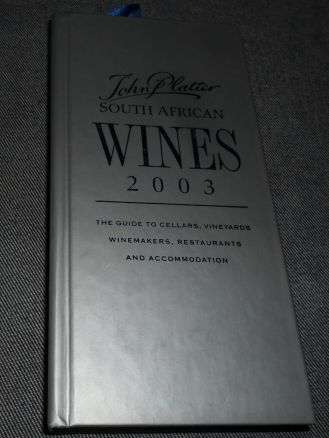 John Platter
SOUTH AFRICAN
WINES
2003
THE GUIDE TO CELLARS, VINEYARDS
WINEMAKERS, RESTAURANTS
AND ACCOMMODATION